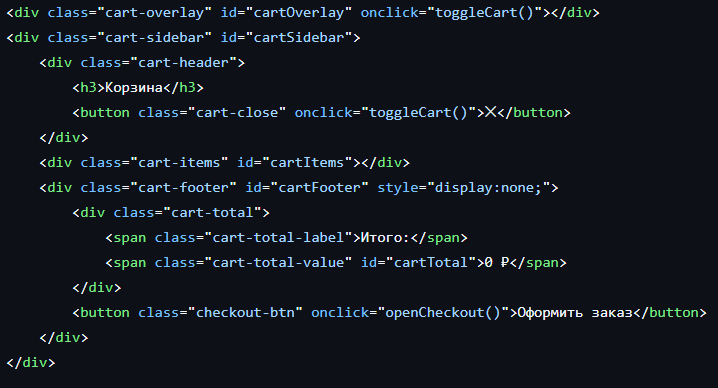 <div class="cart-overlay" id="cartOverlay" onclick="toggleCart()"></div>
<div class="cart-sidebar" id="cartSidebar">
    <div class="cart-header">
        <h3>Корзина</h3>
        <button class="cart-close" onclick="toggleCart()">✕</button>
    </div>
    <div class="cart-items" id="cartItems"></div>
    <div class="cart-footer" id="cartFooter" style="display:none;">
        <div class="cart-total">
            <span class="cart-total-label">Итого:</span>
            <span class="cart-total-value" id="cartTotal">0 ₽</span>
        </div>
        <button class="checkout-btn" onclick="openCheckout()">Оформить заказ</button>
    </div>
</div>